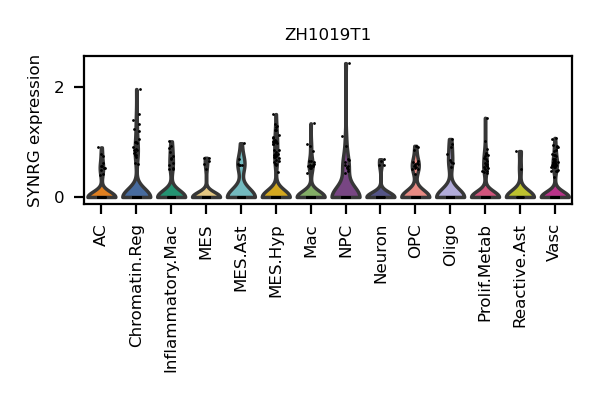 ZH1019T1
SYNRG expression
2
0
AC
Chromatin.Reg
Inflammatory.Mac
MES
MES.Ast
MES.Hyp
Mac
NPC
Neuron
OPC
Oligo
Prolif.Metab
Reactive.Ast
Vasc